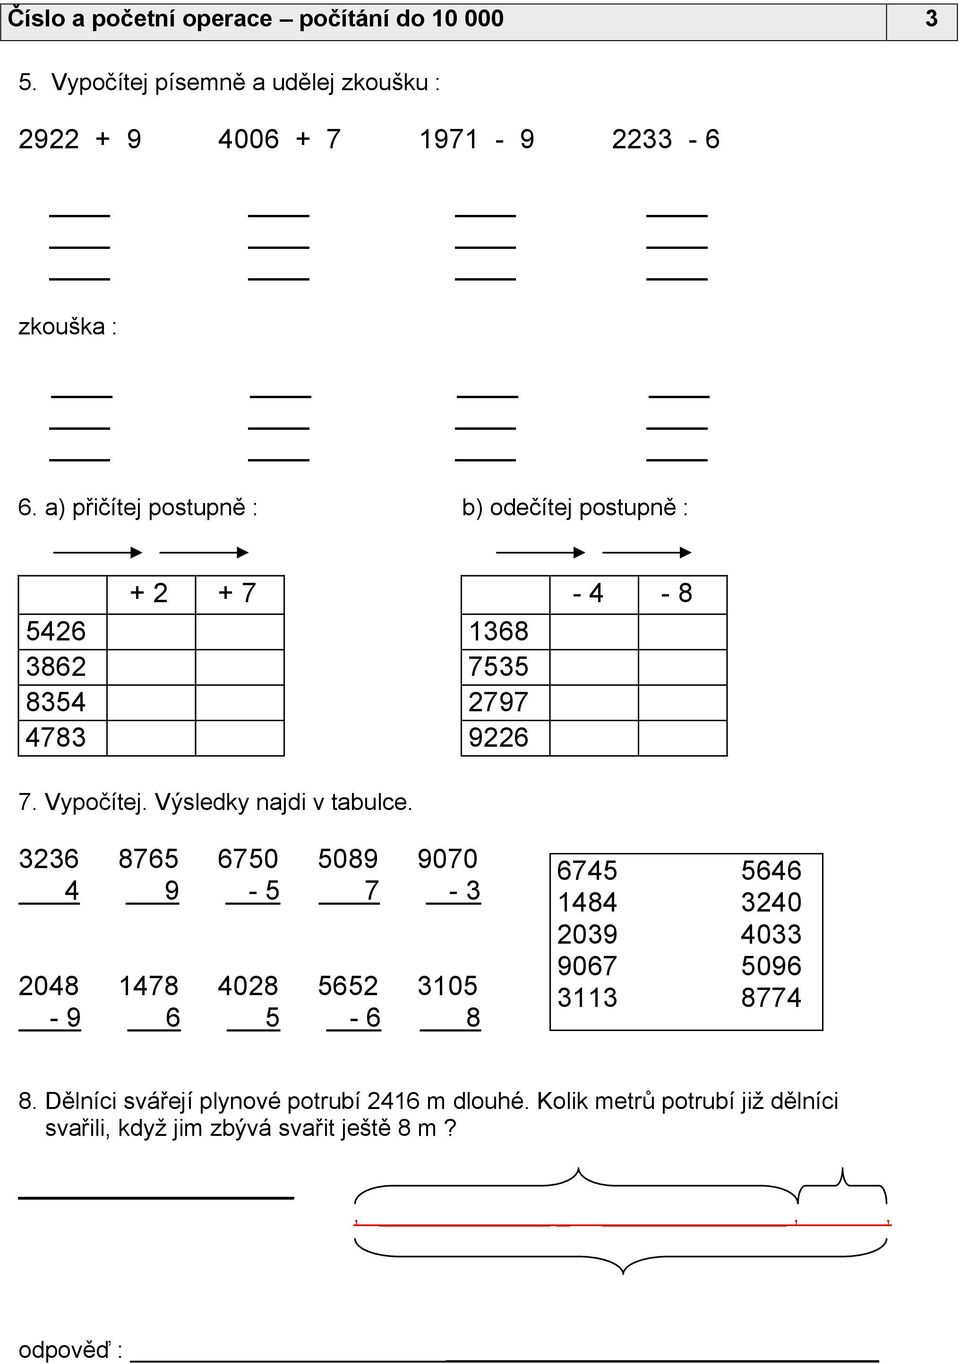 Číslo a početní operace – počítání do 10 000 3
5. Vypočítej písemně a udělej zkoušku :
2922 + 9 4006 + 7 1971 - 9 2233 - 6
zkouška :
6. a) přičítej postupně : b) odečítej postupně :
+ 2 + 7 - 4 - 8
5426 1368
3862 7535
8354 2797
4783 9226
7. Vypočítej. Výsledky najdi v tabulce.
3236 8765 6750 5089 9070
4 9 - 5 7 - 3
2048 1478 4028 5652 3105
- 9 6 5 - 6 8
6745 5646
1484 3240
2039 4033
9067 5096
3113 8774
8. Dělníci svářejí plynové potrubí 2416 m dlouhé. Kolik metrů potrubí již dělníci
svařili, když jim zbývá svařit ještě 8 m ?
odpověď :